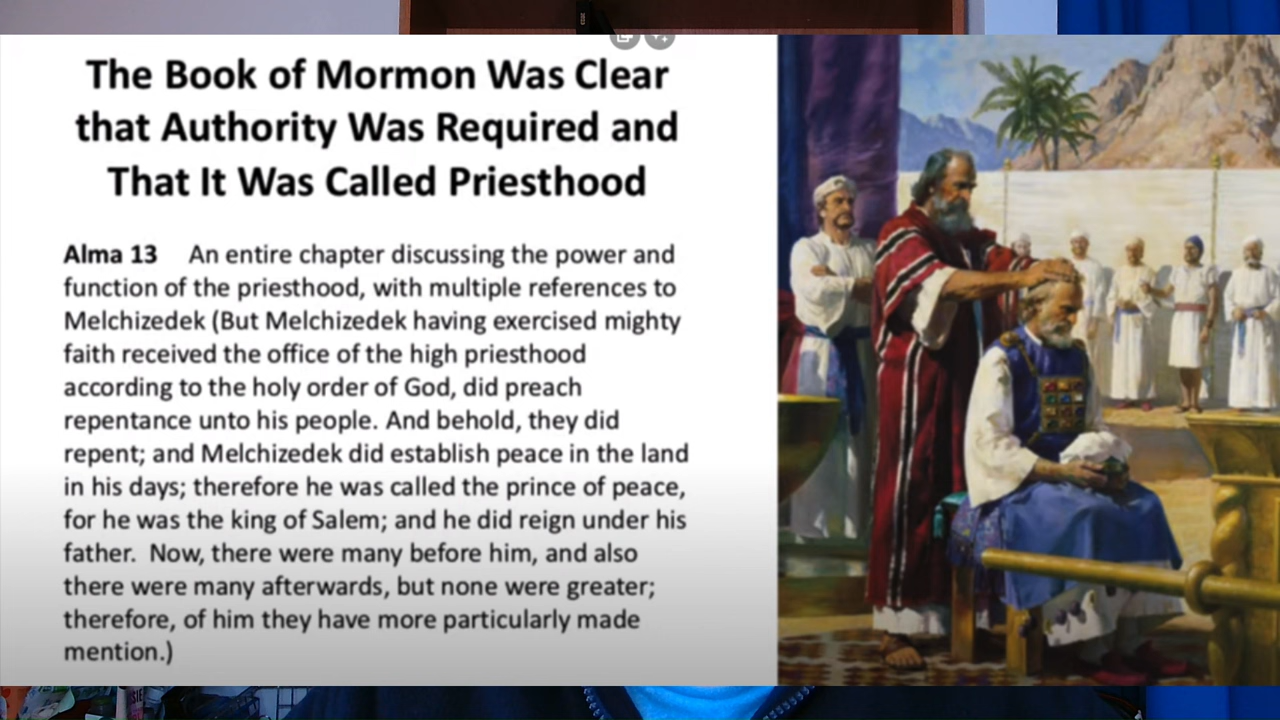 The Book of Mormon Was Clear
that Authority Was Required and
That It Was Called Priesthood
Alma 13 An entire chapter discussing the power and
function of the priesthood, with multiple references to
Melchizedek (But Melchizedek having exercised mighty
faith received the office of the high priesthood
according to the holy order of God, did preach
repentance unto his people. And behold, they did
repent; and Melchizedek did establish peace in the land
in his days; therefore he was called the prince of peace,
for he was the king of Salem; and he did reign under his
father. Now, there were many before him, and also
there were many afterwards, but none were greater;
therefore, of him they have more particularly made
mention.)